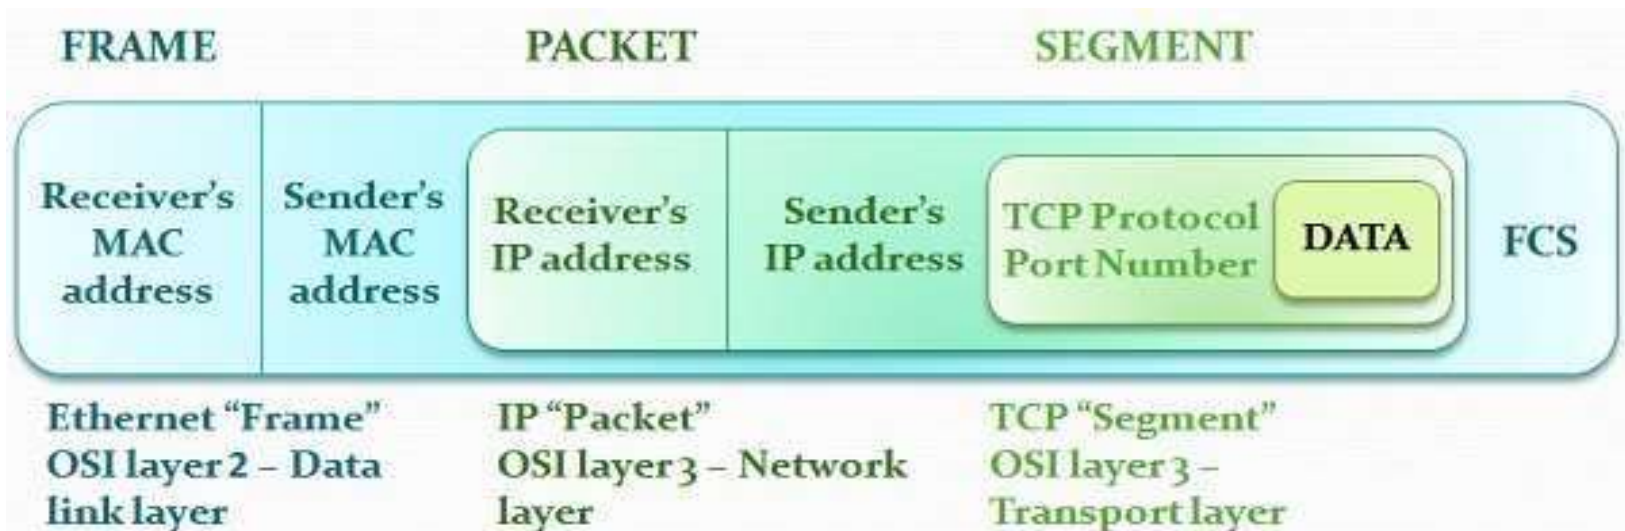 FRAME
PACKET
SEGMENT
Receiver's
MAC
address
Sender's
MAC
address
Receiver's
IP address
Sender's
IP address
TCP Protocol
Port Number
DATA
FCS
Ethernet “Frame”
OSI layer 2 – Data
link layer
IP “Packet”
OSI layer 3 – Network
layer
TCP “Segment”
OSI layer 3 –
Transport layer